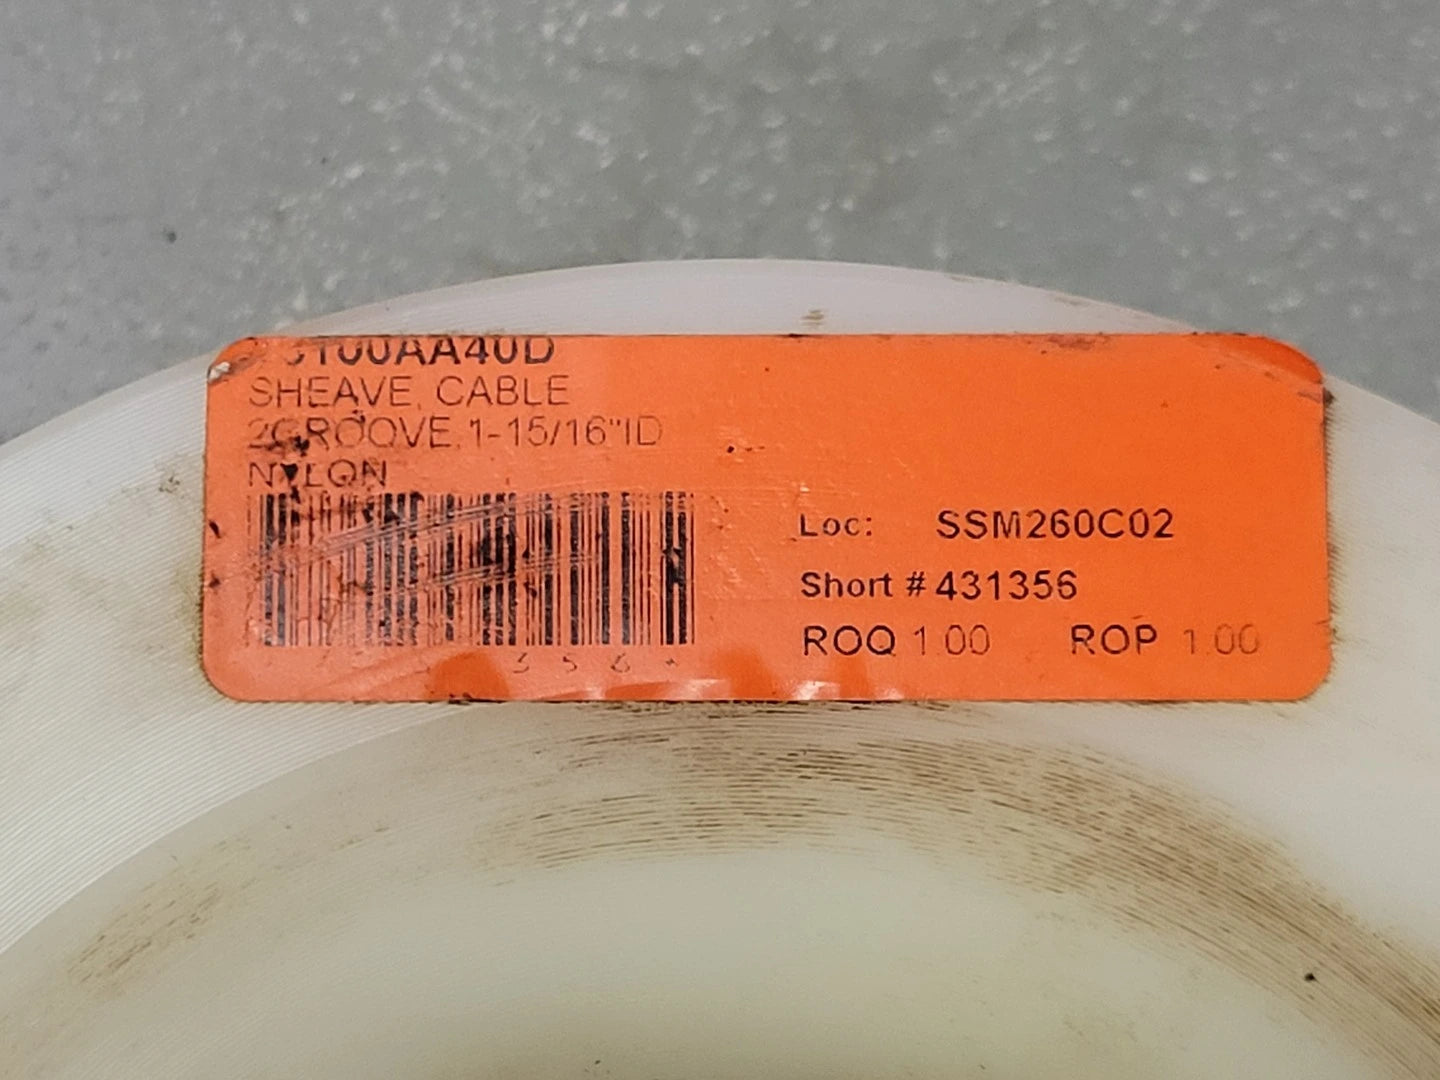 SHEAVE, CABLE
2GROOVE,1-15/16"ID
NYLON
Loc: SSM260C02
Short # 431356
ROQ 1.00 ROP 1.00